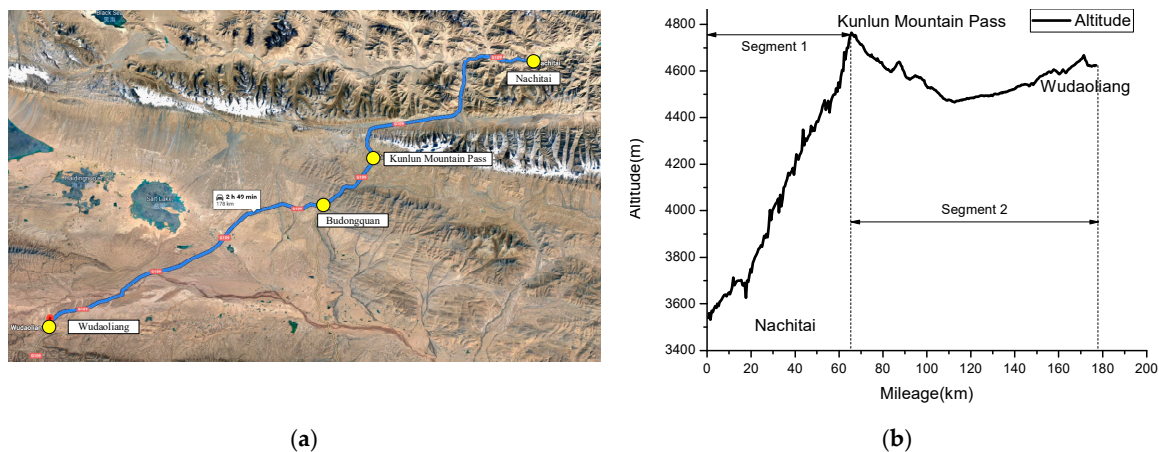 Nachitai
Kunlun Mountain Pass
2 h 49 min
178 km
Salt Lake
Budongquan
Wudaolian
Wudaoliang
G109
(a)
Kunlun Mountain Pass
Altitude
Segment 1
Wudaoliang
Segment 2
Nachitai
Altitude(m)
4800
4600
4400
4200
4000
3800
3600
3400
0 20 40 60 80 100 120 140 160 180 200
Mileage(km)
(b)